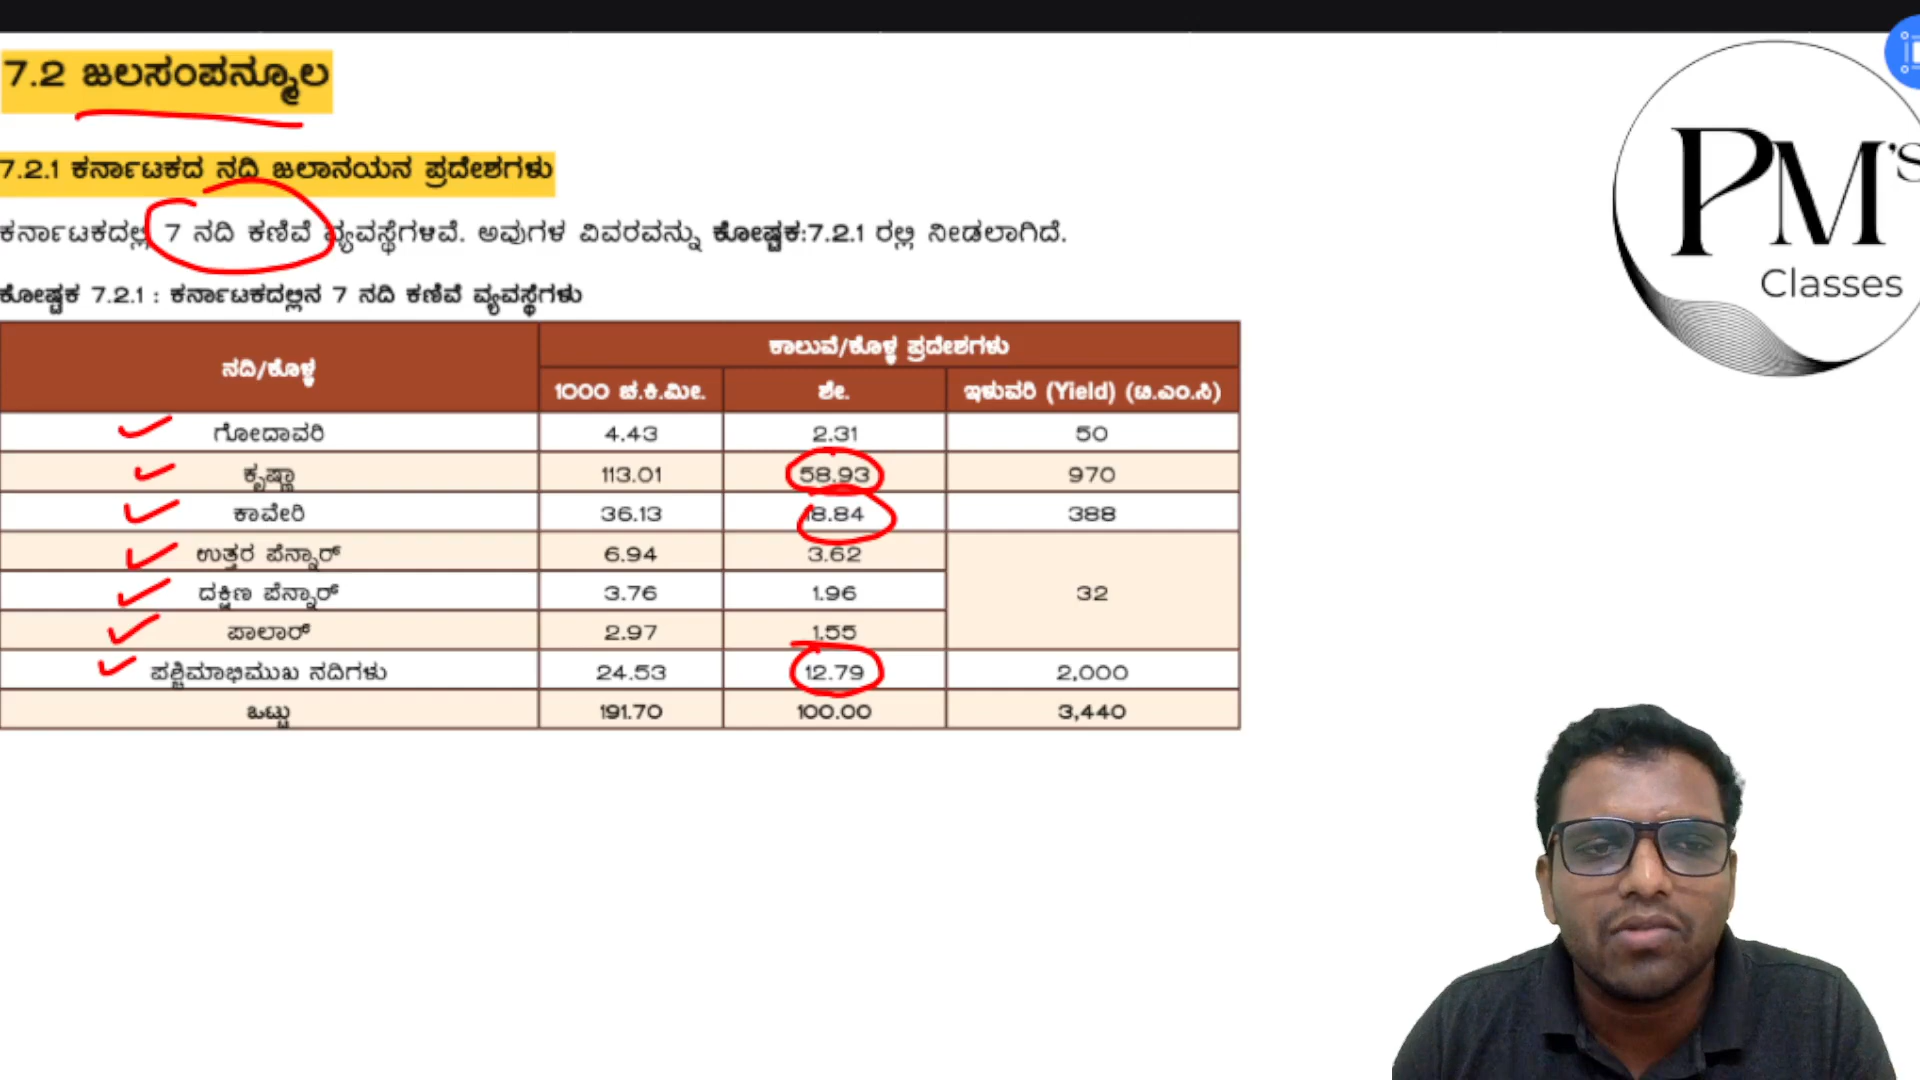 7.2 ಜಲಸಂಪನ್ಮೂಲ
7.2.1 ಕರ್ನಾಟಕದ ನದಿ ಜಲಾನಯನ ಪ್ರದೇಶಗಳು
ಕರ್ನಾಟಕದಲ್ಲಿ 7 ನದಿ ಕಣಿವೆ ವ್ಯವಸ್ಥೆಗಳಿವೆ. ಅವುಗಳ ವಿವರವನ್ನು ಕೋಷ್ಟಕ:7.2.1 ರಲ್ಲಿ ನೀಡಲಾಗಿದೆ.
ಕೋಷ್ಟಕ 7.2.1 : ಕರ್ನಾಟಕದಲ್ಲಿನ 7 ನದಿ ಕಣಿವೆ ವ್ಯವಸ್ಥೆಗಳು
ನದಿ/ಕೊಳ್ಳ ಕಾಲುವೆ/ಕೊಳ್ಳ ಪ್ರದೇಶಗಳು
1000 ಚ.ಕಿ.ಮೀ. ಶೇ. ಇಳುವರಿ (Yield) (ಟಿ.ಎಂ.ಸಿ)
ಗೋದಾವರಿ 4.43 2.31 50
ಕೃಷ್ಣಾ 113.01 58.93 970
ಕಾವೇರಿ 36.13 18.84 388
ಉತ್ತರ ಪೆನ್ನಾರ್ 6.94 3.62
ದಕ್ಷಿಣ ಪೆನ್ನಾರ್ 3.76 1.96 32
ಪಾಲಾರ್ 2.97 1.55
ಪಶ್ಚಿಮಾಭಿಮುಖ ನದಿಗಳು 24.53 12.79 2,000
ಒಟ್ಟು 191.70 100.00 3,440
PM'S
Classes